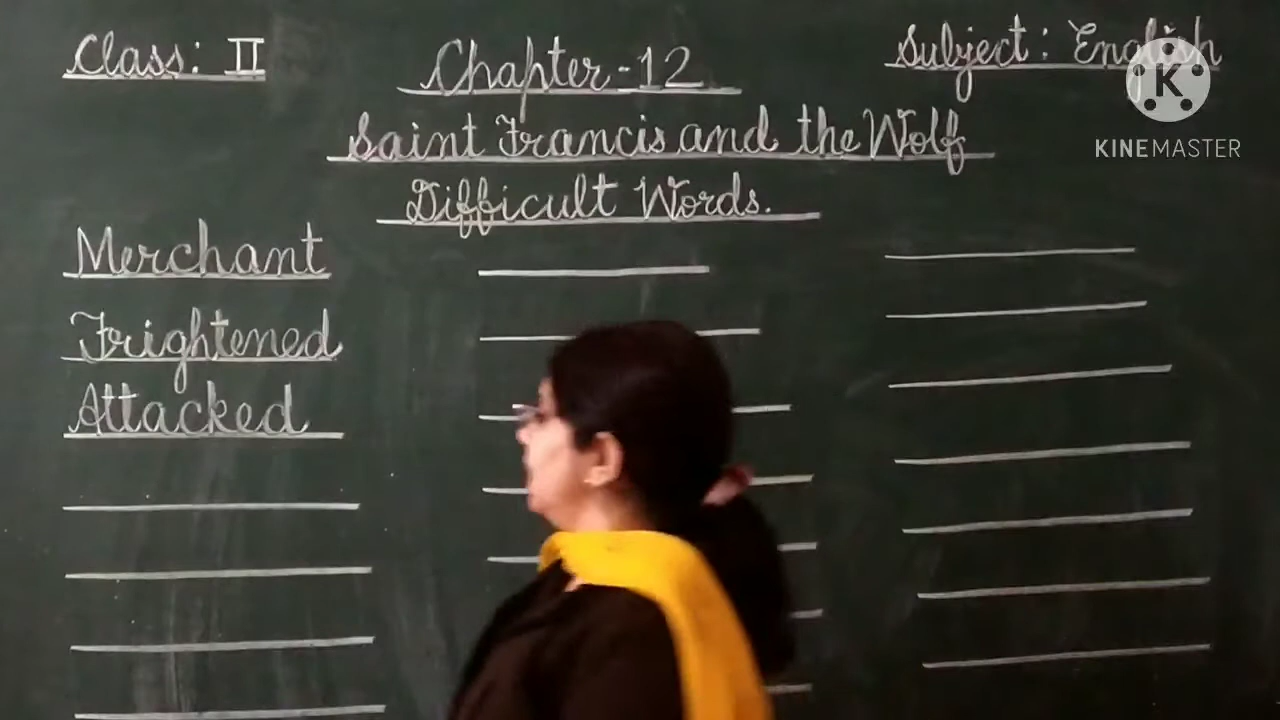 Class: II
Chapter-12
Subject: English
KINEMASTER
Saint Francis and the Wolf
Difficult Words.
Merchant
Frightened
Attacked